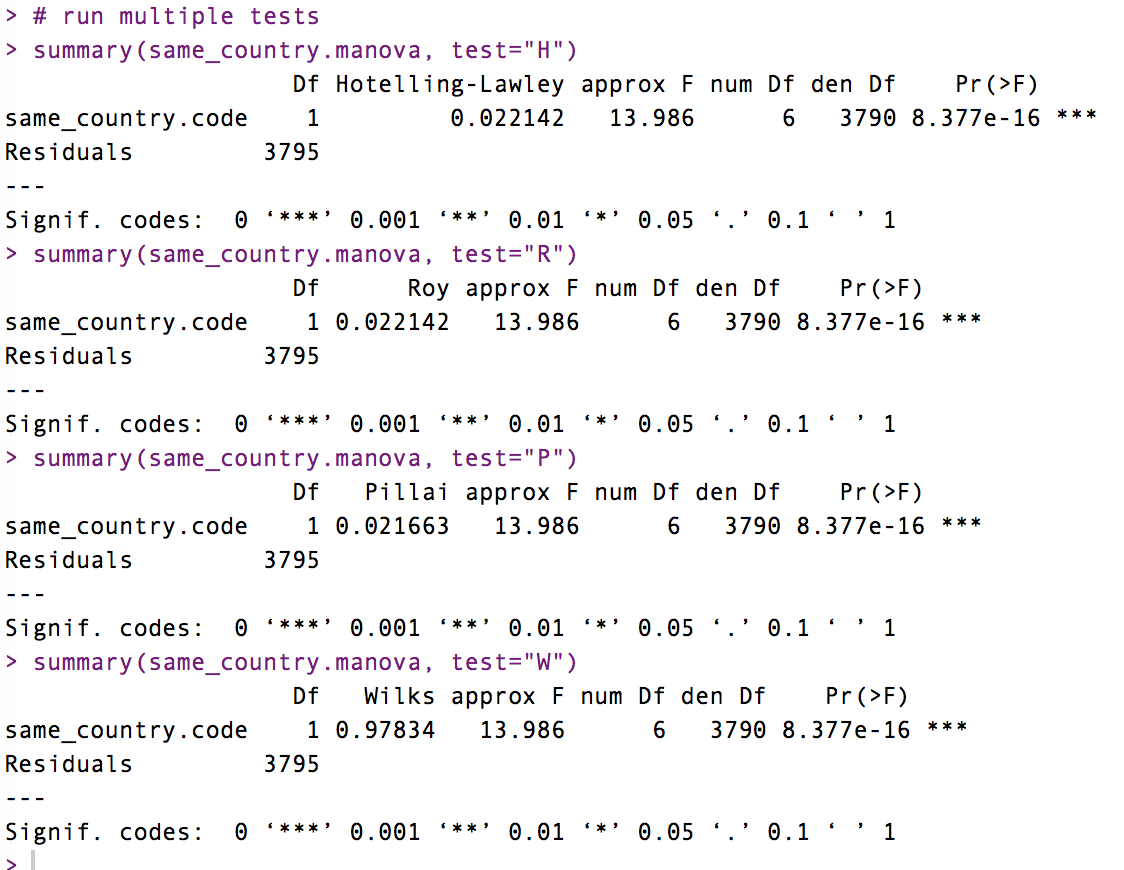 > # run multiple tests
> summary(same_country.manova, test="H")
                    Df Hotelling-Lawley approx F num Df den Df    Pr(>F)
same_country.code    1         0.022142   13.986      6   3790 8.377e-16 ***
Residuals         3795
---
Signif. codes:  0 ‘***’ 0.001 ‘**’ 0.01 ‘*’ 0.05 ‘.’ 0.1 ‘ ’ 1
> summary(same_country.manova, test="R")
                    Df      Roy approx F num Df den Df    Pr(>F)
same_country.code    1 0.022142   13.986      6   3790 8.377e-16 ***
Residuals         3795
---
Signif. codes:  0 ‘***’ 0.001 ‘**’ 0.01 ‘*’ 0.05 ‘.’ 0.1 ‘ ’ 1
> summary(same_country.manova, test="P")
                    Df   Pillai approx F num Df den Df    Pr(>F)
same_country.code    1 0.021663   13.986      6   3790 8.377e-16 ***
Residuals         3795
---
Signif. codes:  0 ‘***’ 0.001 ‘**’ 0.01 ‘*’ 0.05 ‘.’ 0.1 ‘ ’ 1
> summary(same_country.manova, test="W")
                    Df   Wilks approx F num Df den Df    Pr(>F)
same_country.code    1 0.97834   13.986      6   3790 8.377e-16 ***
Residuals         3795
---
Signif. codes:  0 ‘***’ 0.001 ‘**’ 0.01 ‘*’ 0.05 ‘.’ 0.1 ‘ ’ 1
>